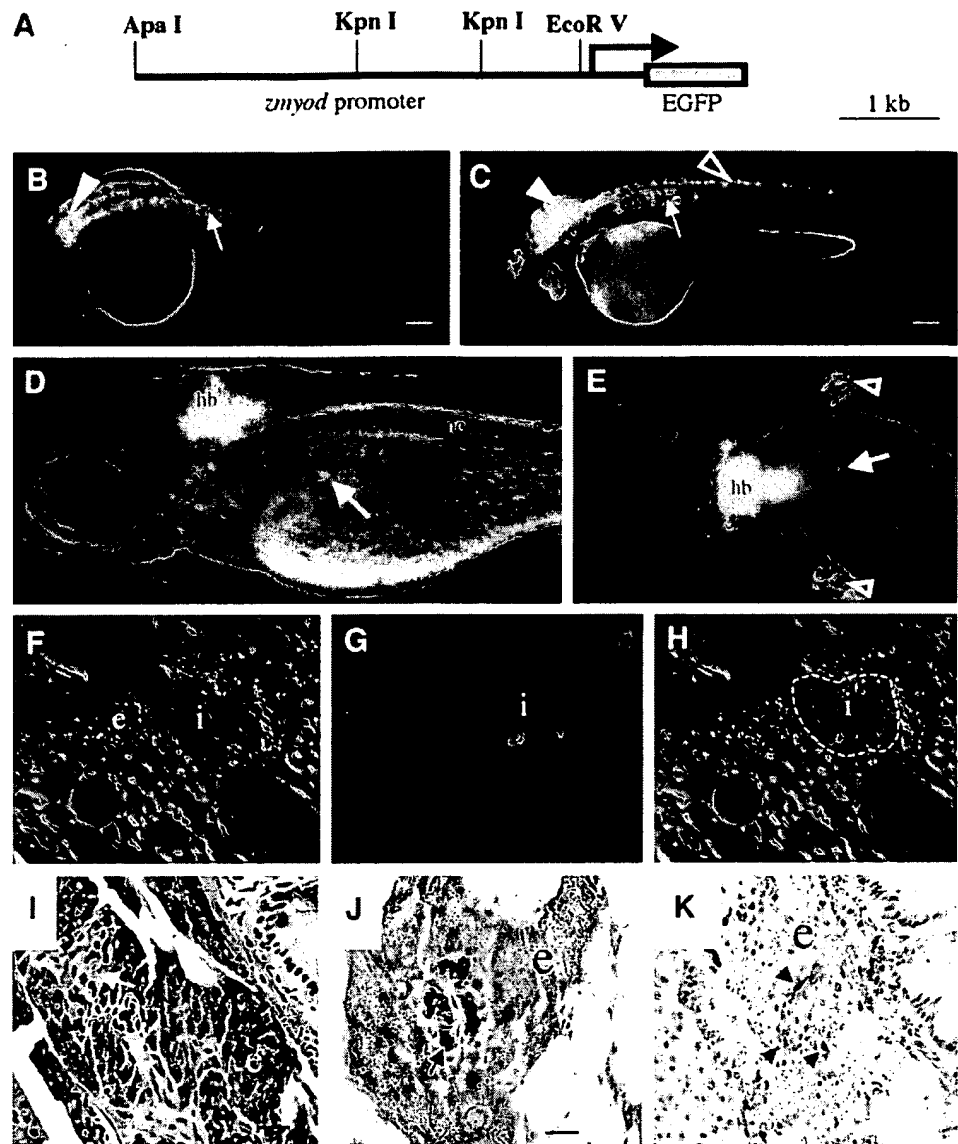 A
Apa I Kpn I Kpn I EcoR V
zmyod promoter EGFP
1 kb
B C
D hb
E hb
F e i
G i
H i
I J e K e